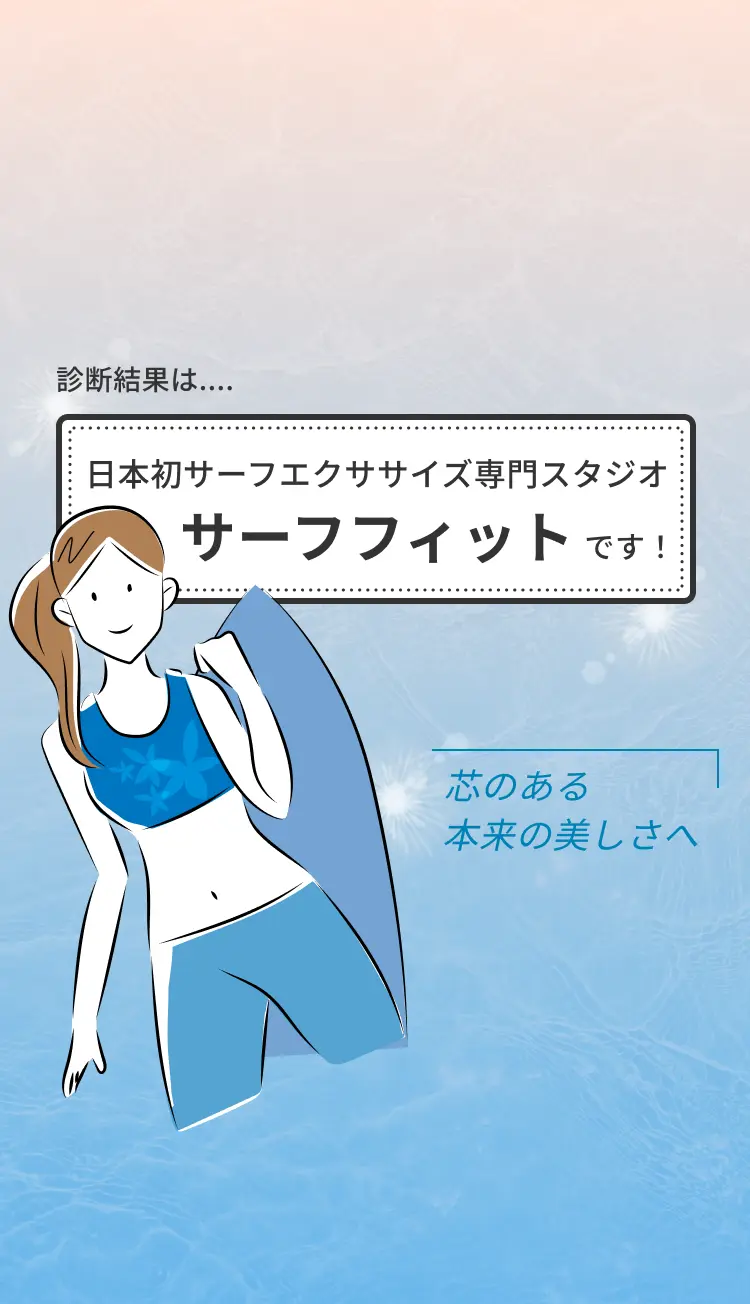 診断結果は....
日本初サーフエクササイズ専門スタジオ
サーフフィットです！
芯のある
本来の美しさへ